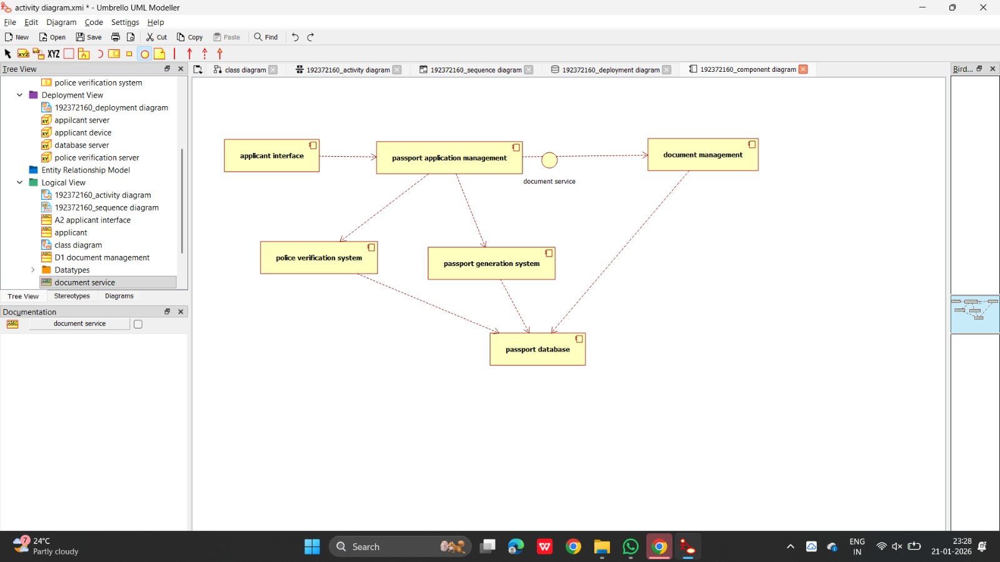 activity diagram.xmi * - Umbrello UML Modeller
File Edit Diagram Code Settings Help
New Open Save Cut Copy Paste Find
XYZ
Tree View
police verification system
Deployment View
192372160_deployment diagram
appilcant server
applicant device
database server
police verification server
Entity Relationship Model
Logical View
192372160_activity diagram
192372160_sequence diagram
A2 applicant interface
applicant
class diagram
D1 document management
Datatypes
document service
Tree View Stereotypes Diagrams
Documentation
document service
class diagram 192372160_activity diagram 192372160_sequence diagram 192372160_deployment diagram 192372160_component diagram
Bird...
applicant interface
passport application management
document management
document service
police verification system
passport generation system
passport database
7
24°C
Partly cloudy
Search
ENG
IN
23:28
21-01-2026